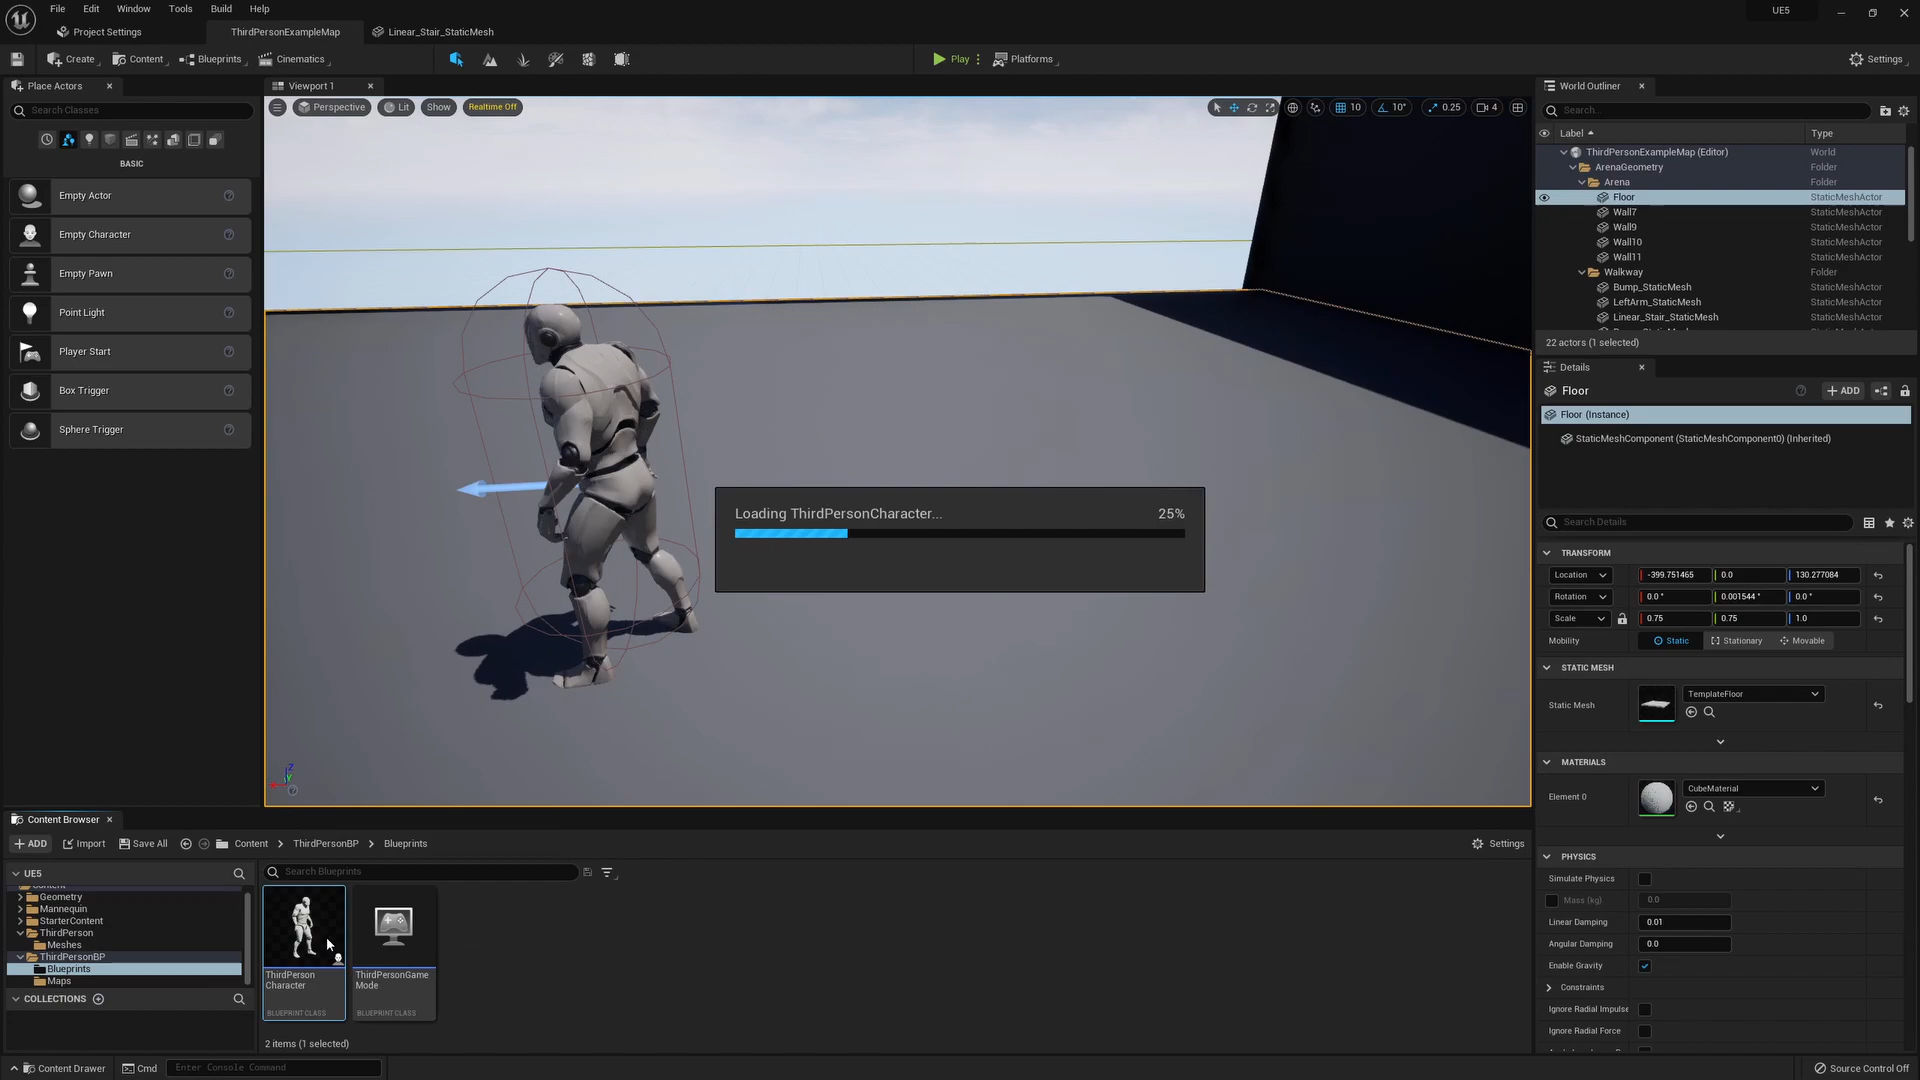 File Edit Window Tools Build Help
UE5
Project Settings
ThirdPersonExampleMap
Linear_Stair_StaticMesh
Create
Content
Blueprints
Cinematics
Play
Platforms
Settings
Place Actors
Search Classes
BASIC
Empty Actor
Empty Character
Empty Pawn
Point Light
Player Start
Box Trigger
Sphere Trigger
Viewport 1
Perspective
Lit
Show
Realtime Off
10
10°
0.25
4
Loading ThirdPersonCharacter... 25%
World Outliner
Search...
Label Type
ThirdPersonExampleMap (Editor) World
ArenaGeometry Folder
Arena Folder
Floor StaticMeshActor
Wall7 StaticMeshActor
Wall9 StaticMeshActor
Wall10 StaticMeshActor
Wall11 StaticMeshActor
Walkway Folder
Bump_StaticMesh StaticMeshActor
LeftArm_StaticMesh StaticMeshActor
Linear_Stair_StaticMesh StaticMeshActor
22 actors (1 selected)
Details
Floor
ADD
Floor (Instance)
StaticMeshComponent (StaticMeshComponent0) (Inherited)
Search Details
TRANSFORM
Location -399.751465 0.0 130.277084
Rotation 0.0 ° 0.001544 ° 0.0 °
Scale 0.75 0.75 1.0
Mobility Static Stationary Movable
STATIC MESH
Static Mesh TemplateFloor
MATERIALS
Element 0 CubeMaterial
PHYSICS
Simulate Physics
Mass (kg) 0.0
Linear Damping 0.01
Angular Damping 0.0
Enable Gravity
Constraints
Ignore Radial Impulse
Ignore Radial Force
Content Browser
ADD Import Save All Content ThirdPersonBP Blueprints Settings
UE5
Search Blueprints
Content
Geometry
Mannequin
StarterContent
ThirdPerson
Meshes
ThirdPersonBP
Blueprints
Maps
COLLECTIONS
ThirdPerson
Character
BLUEPRINT CLASS
ThirdPersonGame
Mode
BLUEPRINT CLASS
2 items (1 selected)
Content Drawer
Cmd
Enter Console Command
Source Control Off